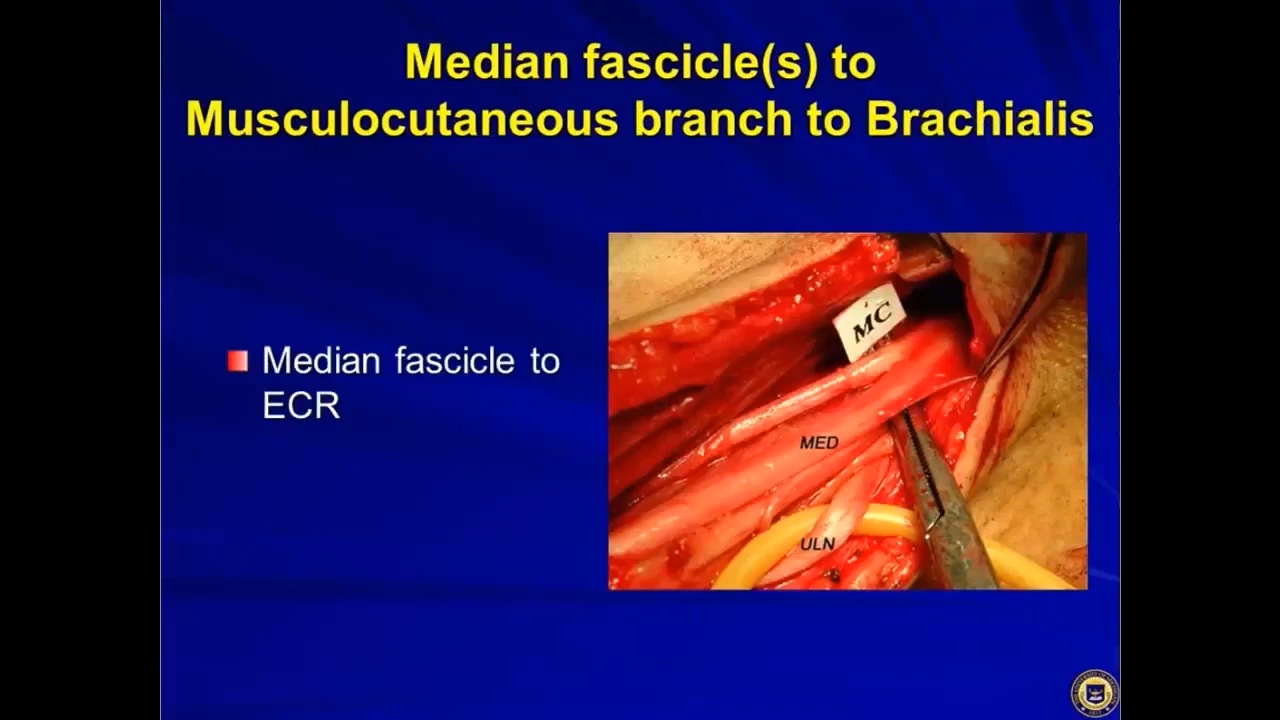 Median fascicle(s) to
Musculocutaneous branch to Brachialis
Median fascicle to
ECR
MC
MED
ULN